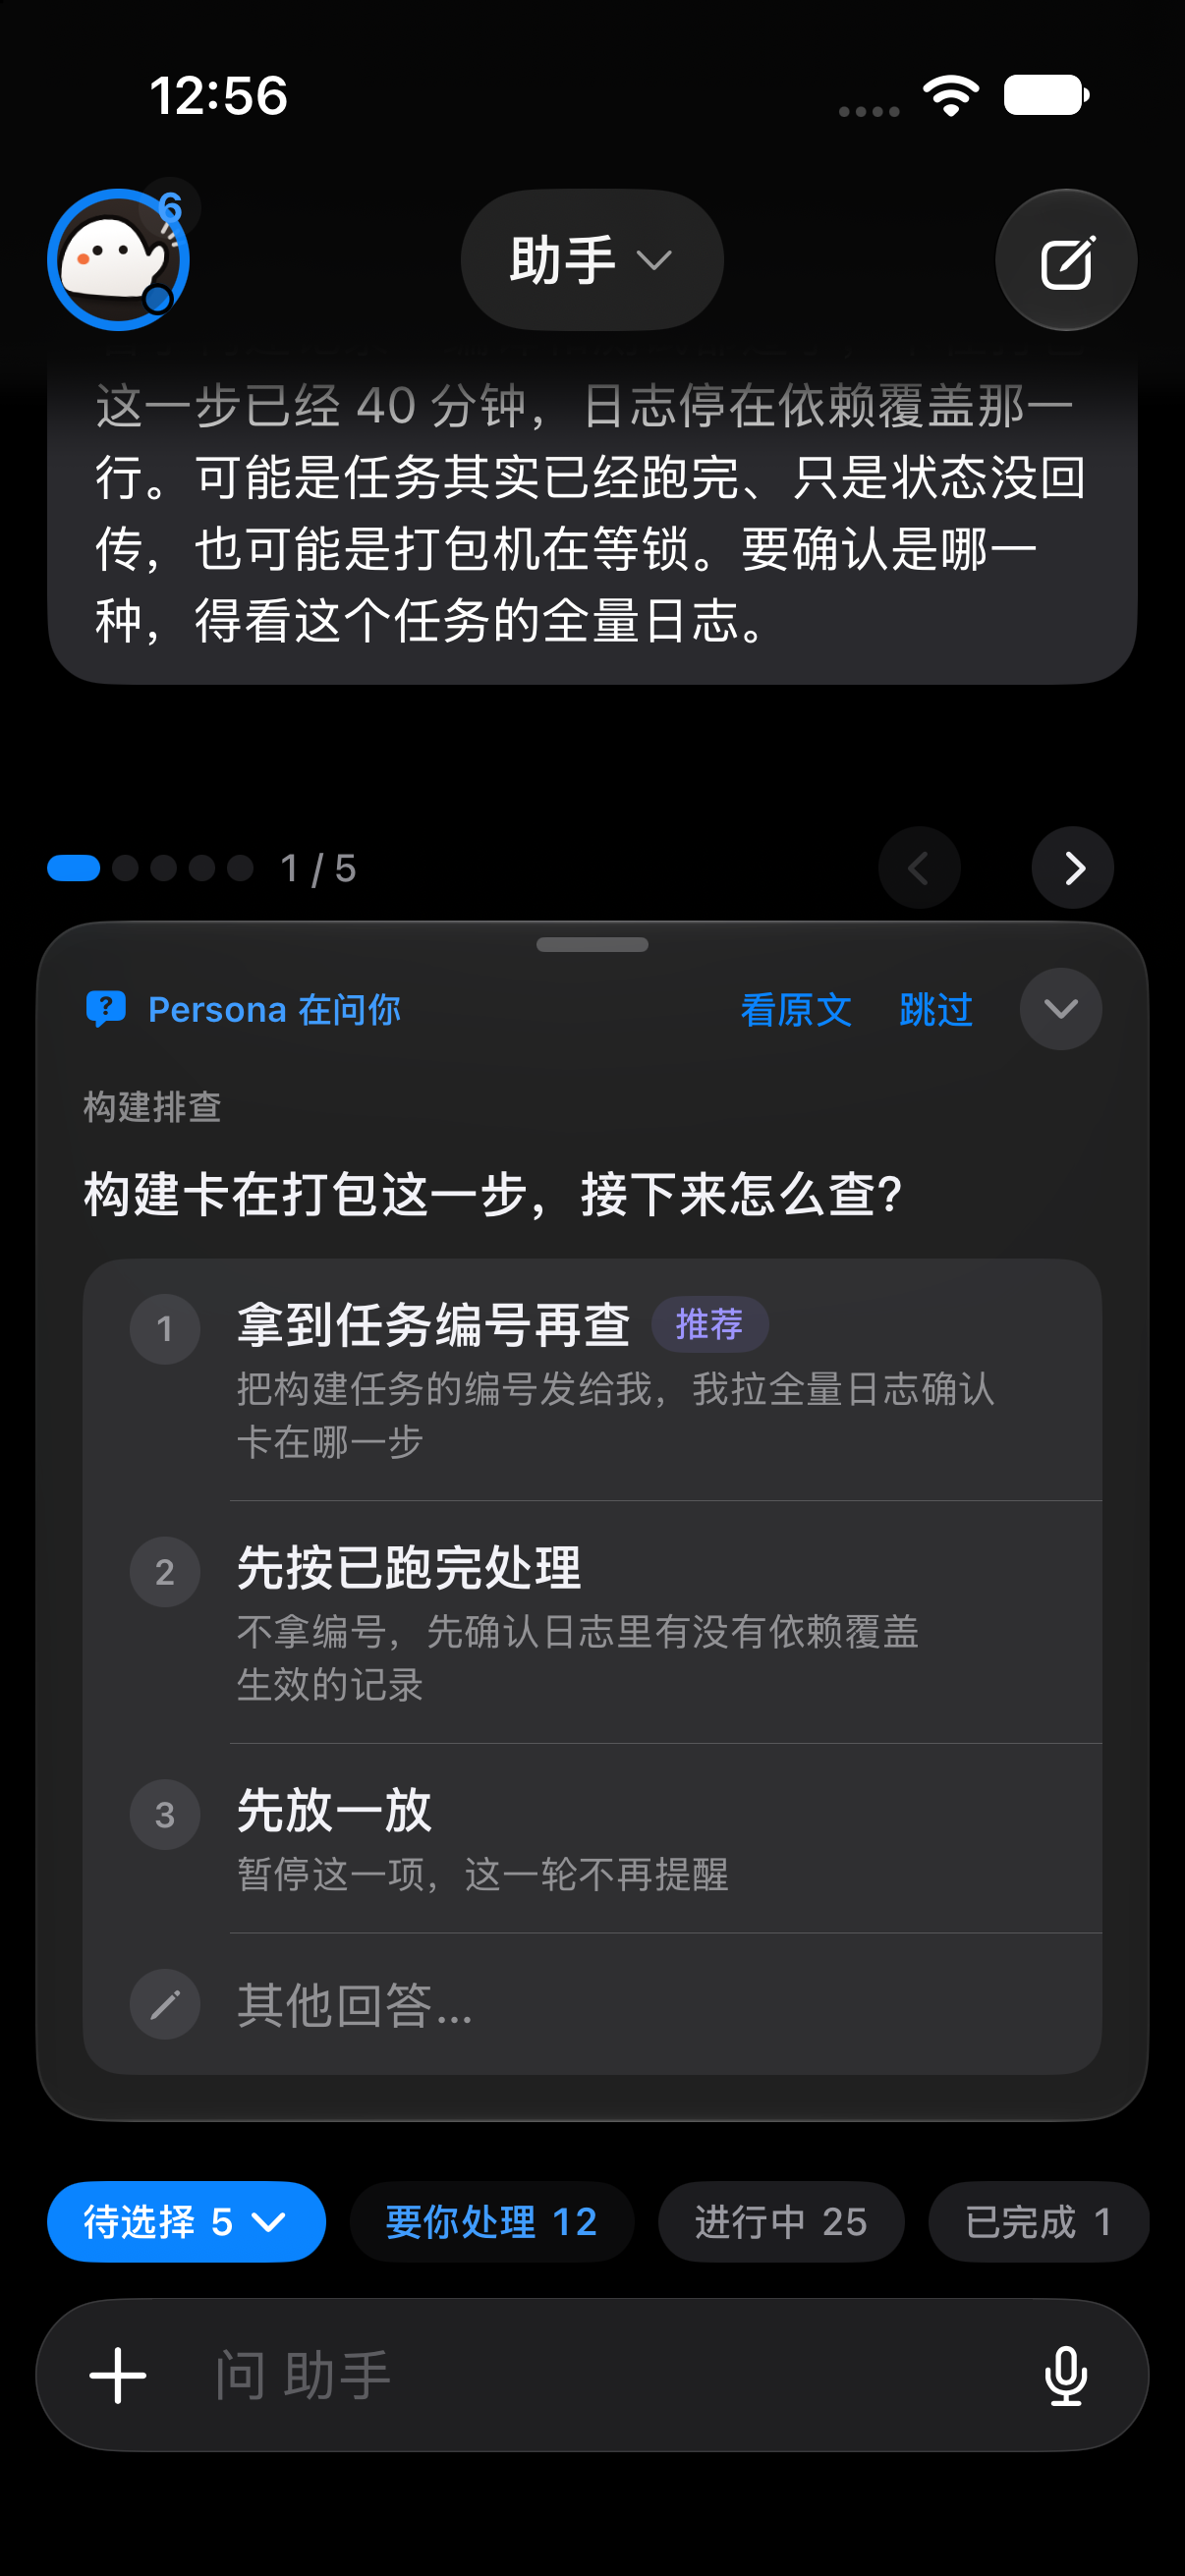 12:56
6
助手
这一步已经 40 分钟，日志停在依赖覆盖那一
行。可能是任务其实已经跑完、只是状态没回
传，也可能是打包机在等锁。要确认是哪一
种，得看这个任务的全量日志。
1 / 5
Persona 在问你
看原文
跳过
构建排查
构建卡在打包这一步，接下来怎么查?
1
拿到任务编号再查
推荐
把构建任务的编号发给我，我拉全量日志确认
卡在哪一步
2
先按已跑完处理
不拿编号，先确认日志里有没有依赖覆盖
生效的记录
3
先放一放
暂停这一项，这一轮不再提醒
其他回答...
待选择 5
要你处理 12
进行中 25
已完成 1
问 助手